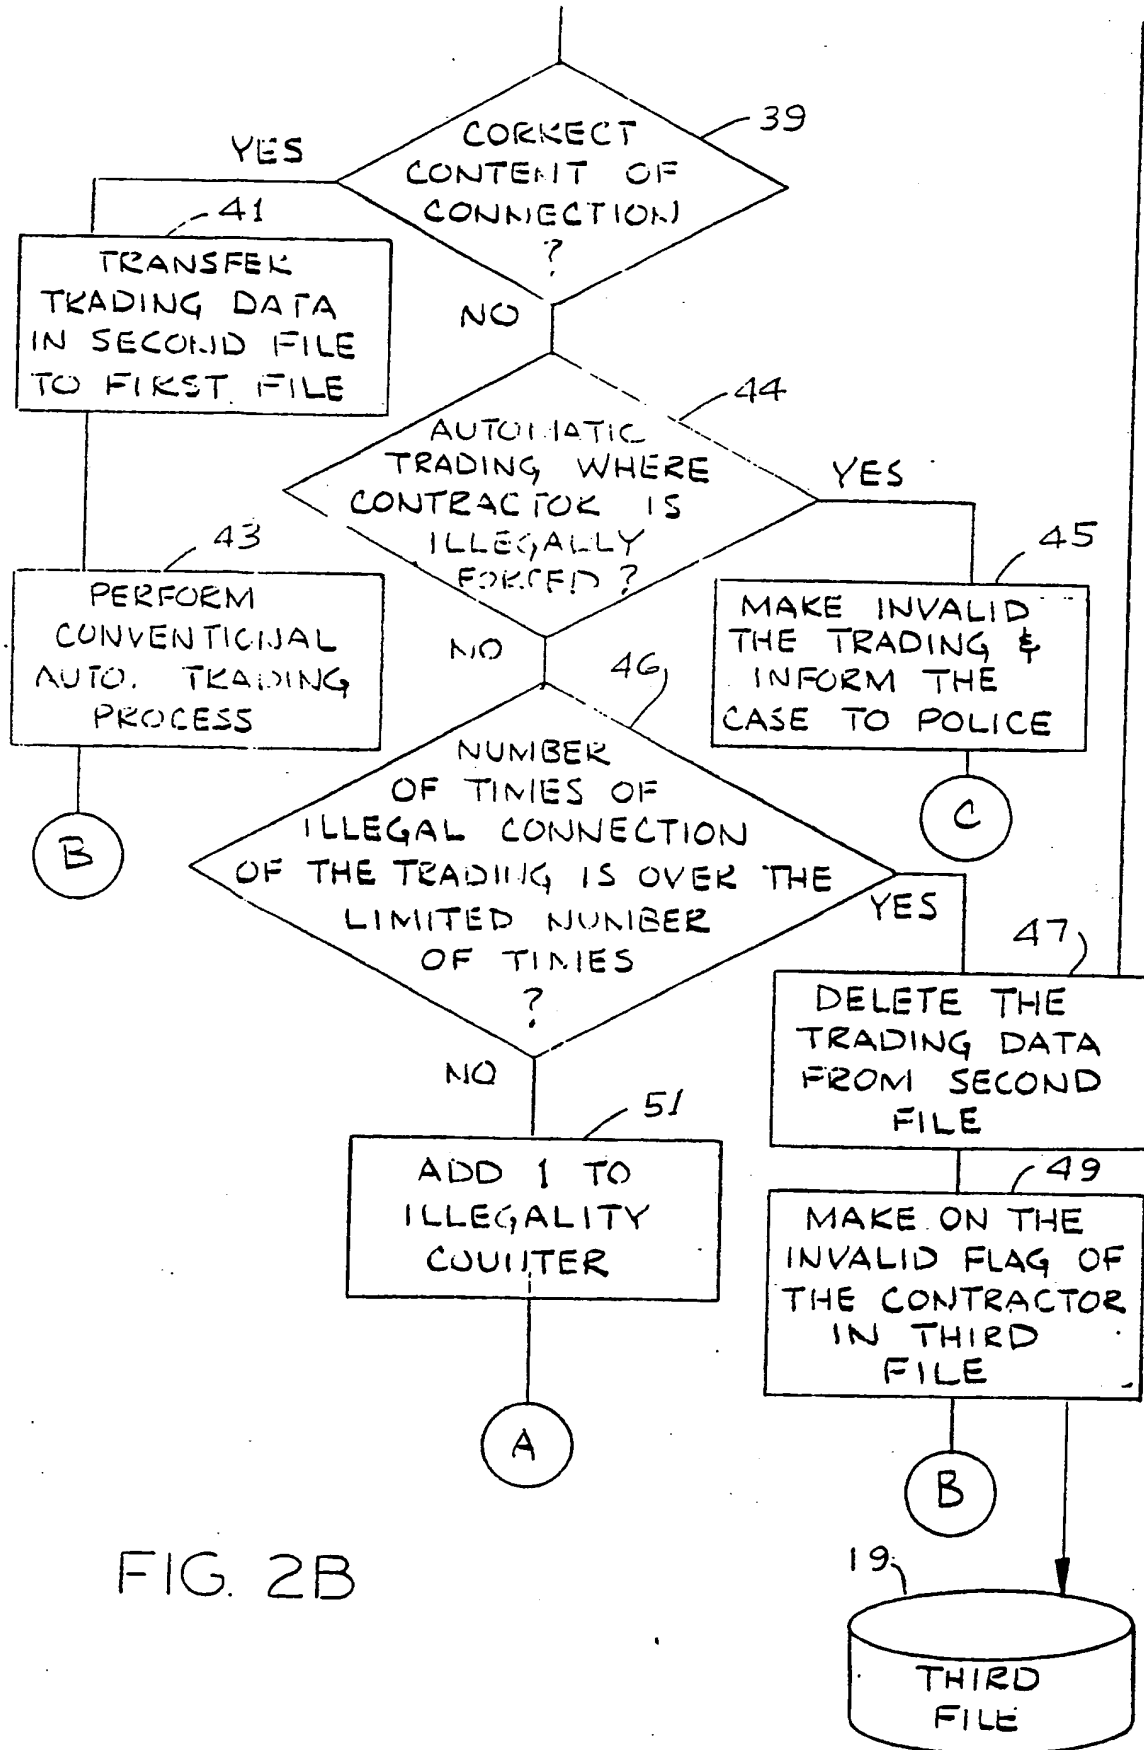 39
CORRECT
CONTENT OF
CONNECTION
?
YES
NO
41
TRANSFER
TRADING DATA
IN SECOND FILE
TO FIRST FILE
44
AUTOMATIC
TRADING WHERE
CONTRACTOR IS
ILLEGALLY
FORCED ?
YES
NO
43
PERFORM
CONVENTIONAL
AUTO. TRADING
PROCESS
B
45
MAKE INVALID
THE TRADING &
INFORM THE
CASE TO POLICE
C
46
NUMBER
OF TIMES OF
ILLEGAL CONNECTION
OF THE TRADING IS OVER THE
LIMITED NUMBER
OF TIMES
?
YES
NO
47
DELETE THE
TRADING DATA
FROM SECOND
FILE
51
ADD 1 TO
ILLEGALITY
COUNTER
A
49
MAKE ON THE
INVALID FLAG OF
THE CONTRACTOR
IN THIRD
FILE
B
19
THIRD
FILE
FIG. 2B